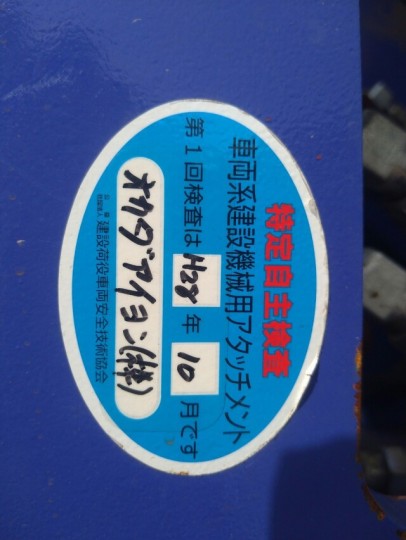 特定自主検査
車両系建設機械用アタッチメント
第1回検査は H28 年 10 月です
オカダアイヨン(株)
建設荷役車両安全技術協会